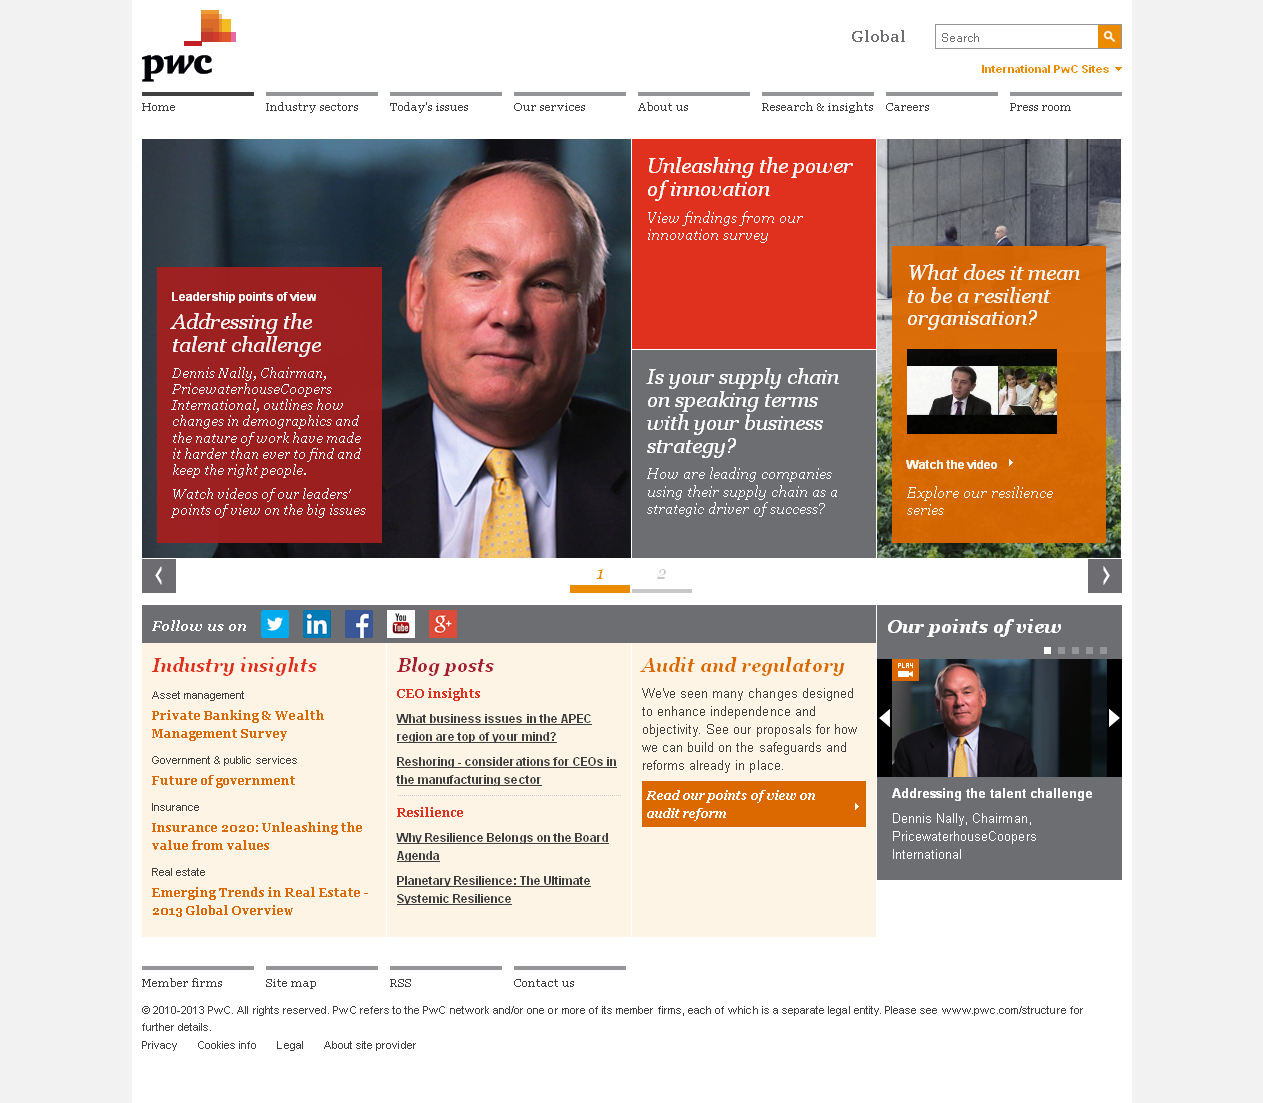 pwc
Global
Search
International PwC Sites
Home
Industry sectors
Today's issues
Our services
About us
Research & insights
Careers
Press room
Leadership points of view
Addressing the
talent challenge
Dennis Nally, Chairman,
PricewaterhouseCoopers
International, outlines how
changes in demographics and
the nature of work have made
it harder than ever to find and
keep the right people.
Watch videos of our leaders'
points of view on the big issues
Unleashing the power
of innovation
View findings from our
innovation survey
Is your supply chain
on speaking terms
with your business
strategy?
How are leading companies
using their supply chain as a
strategic driver of success?
What does it mean
to be a resilient
organisation?
Watch the video
Explore our resilience
series
1
2
Follow us on
in
f
You
Tube
g+
Industry insights
Asset management
Private Banking & Wealth
Management Survey
Government & public services
Future of government
Insurance
Insurance 2020: Unleashing the
value from values
Real estate
Emerging Trends in Real Estate -
2013 Global Overview
Blog posts
CEO insights
What business issues in the APEC
region are top of your mind?
Reshoring - considerations for CEOs in
the manufacturing sector
Resilience
Why Resilience Belongs on the Board
Agenda
Planetary Resilience: The Ultimate
Systemic Resilience
Audit and regulatory
We've seen many changes designed
to enhance independence and
objectivity. See our proposals for how
we can build on the safeguards and
reforms already in place.
Read our points of view on
audit reform
Our points of view
PLAY
Addressing the talent challenge
Dennis Nally, Chairman,
PricewaterhouseCoopers
International
Member firms
Site map
RSS
Contact us
© 2010-2013 PwC. All rights reserved. PwC refers to the PwC network and/or one or more of its member firms, each of which is a separate legal entity. Please see www.pwc.com/structure for
further details.
Privacy
Cookies info
Legal
About site provider